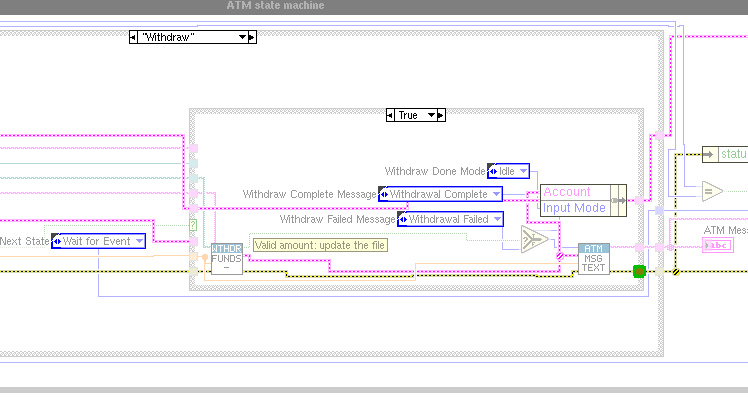 ATM state machine
"Withdraw"
True
statu
Withdraw Done Mode
Idle
Withdraw Complete Message
Withdrawal Complete
Account
Input Mode
Withdraw Failed Message
Withdrawal Failed
?
=
Next State
Wait for Event
Valid amount: update the file
T
?
F
WTHDR
FUNDS
–
ATM
MSG
TEXT
ATM Mess
abc